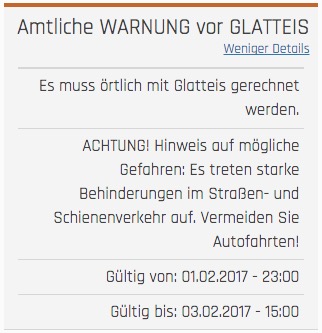 Amtliche WARNUNG vor GLATTEIS
Weniger Details
Es muss örtlich mit Glatteis gerechnet
werden.
ACHTUNG! Hinweis auf mögliche
Gefahren: Es treten starke
Behinderungen im Straßen- und
Schienenverkehr auf. Vermeiden Sie
Autofahrten!
Gültig von: 01.02.2017 - 23:00
Gültig bis: 03.02.2017 - 15:00